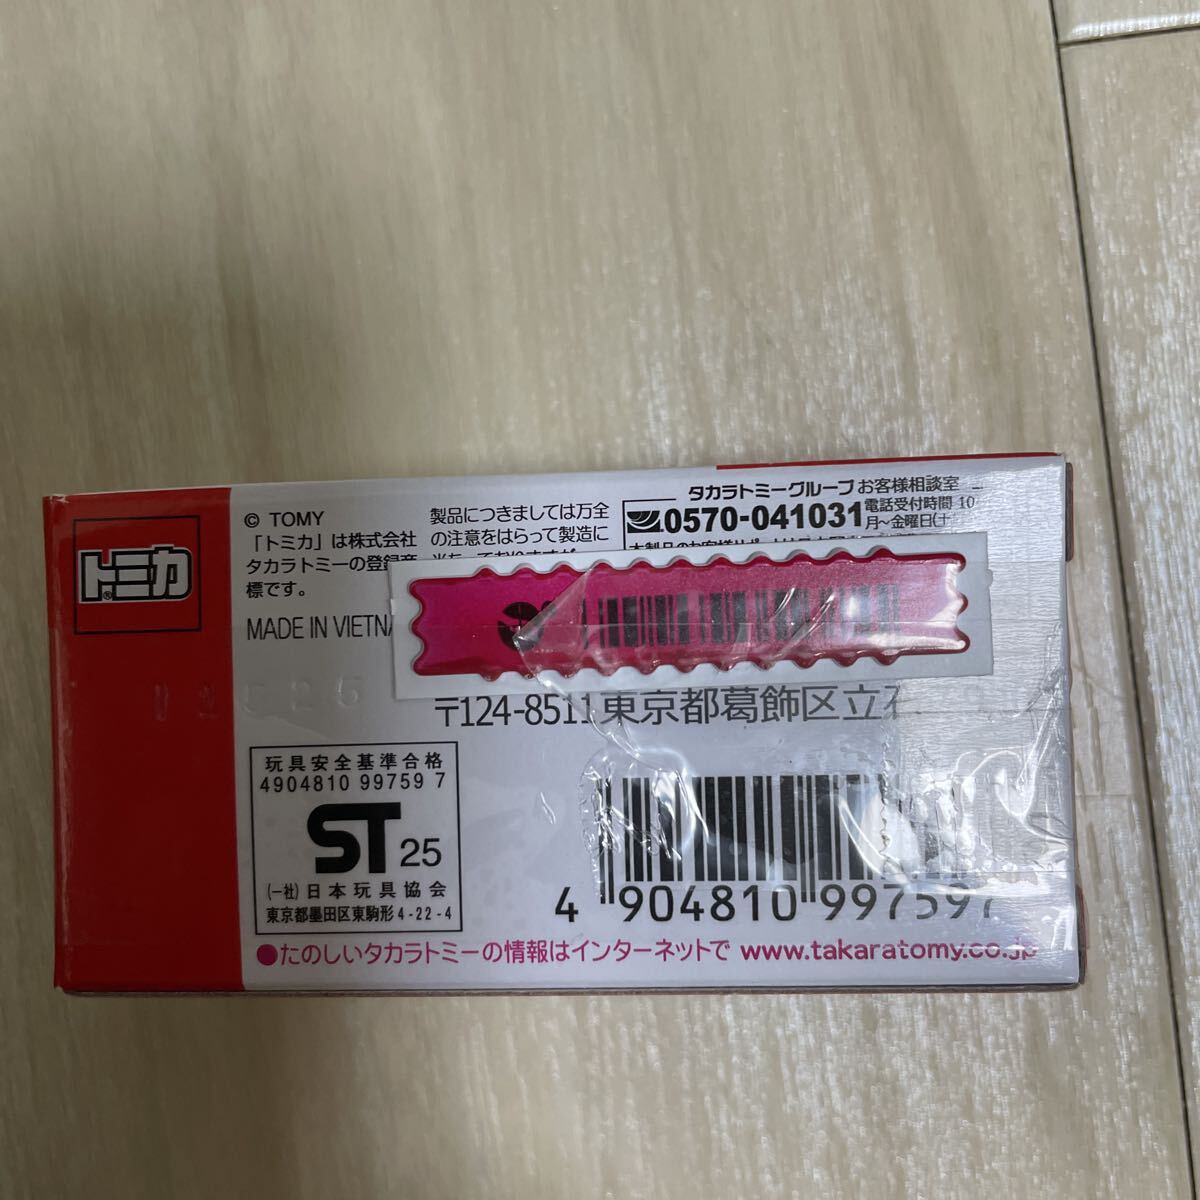 トミカ®
© TOMY
「トミカ」は株式会社
タカラトミーの登録商
標です。
MADE IN VIETNA
製品につきましては万全
の注意をはらって製造に
タカラトミーグループお客様相談室
0570-041031
電話受付時間 10
月～金曜日(土
〒124-8511 東京都葛飾区立石
玩具安全基準合格
4904810 99759 7
ST 25
(一社)日本玩具協会
東京都墨田区東駒形4-22-4
4 904810 997597
●たのしいタカラトミーの情報はインターネットで www.takaratomy.co.jp